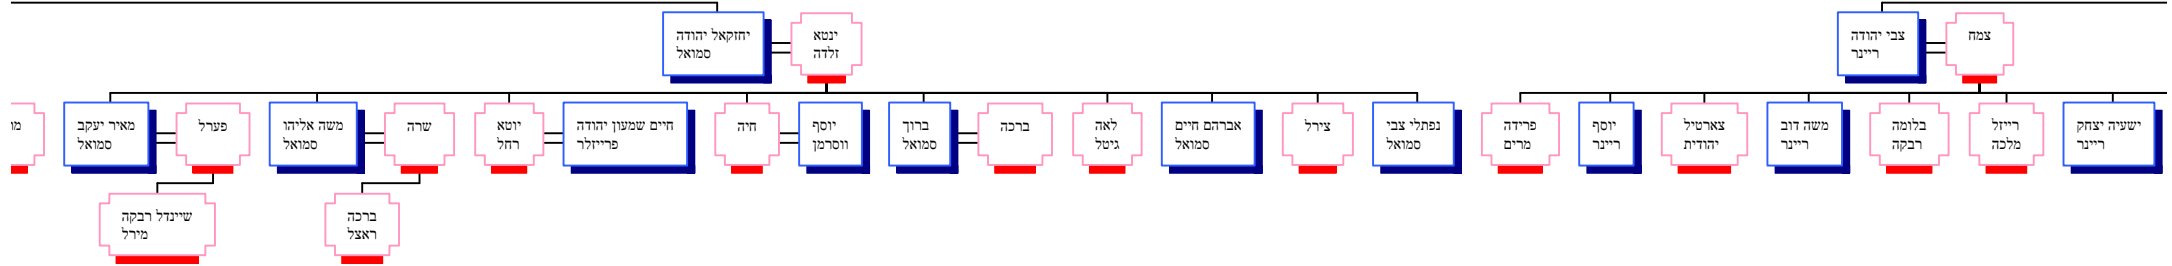 צמח
צבי יהודה
ריינר
ינטא
זלדה
יחזקאל יהודה
סמואל
ישעיה יצחק
ריינר
רייזל
מלכה
בלומה
רבקה
משה דוב
ריינר
צארטיל
יהודית
יוסף
ריינר
פרידה
מרים
נפתלי צבי
סמואל
צירל
אברהם חיים
סמואל
לאה
גיטל
ברכה
ברוך
סמואל
יוסף
ווסרמן
חיה
חיים שמעון יהודה
פרייזלר
יוטא
רחל
שרה
משה אליהו
סמואל
פערל
מאיר יעקב
סמואל
ברכה
ראצל
שיינדל רבקה
מירל